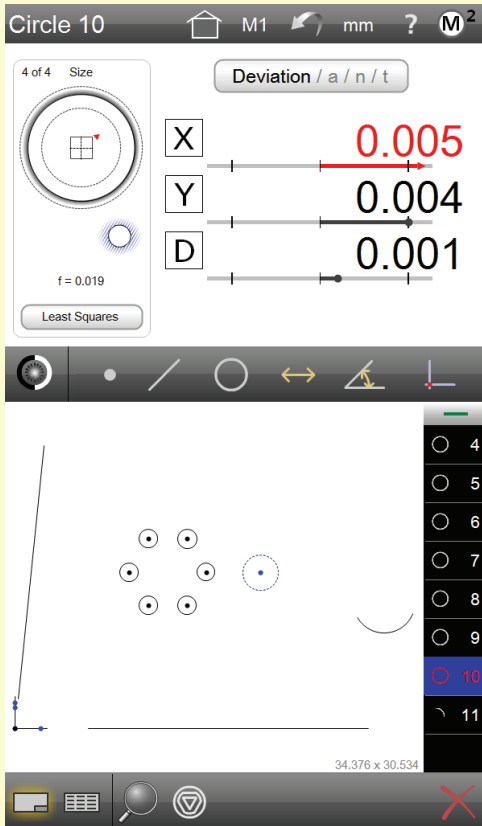 Circle 10 M1 mm ? M2
4 of 4 Size
Deviation / a / n / t
X 0.005
Y 0.004
D 0.001
f = 0.019
Least Squares
4
5
6
7
8
9
10
11
34.376 x 30.534